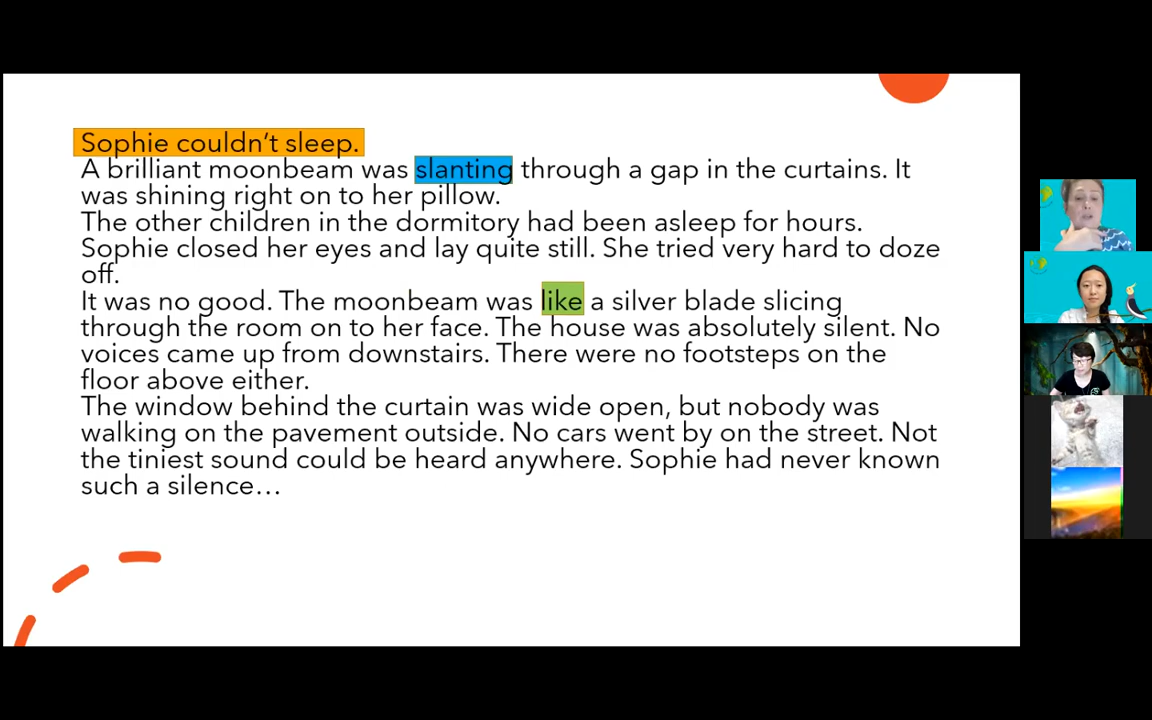 Sophie couldn’t sleep.
A brilliant moonbeam was slanting through a gap in the curtains. It
was shining right on to her pillow.
The other children in the dormitory had been asleep for hours.
Sophie closed her eyes and lay quite still. She tried very hard to doze
off.
It was no good. The moonbeam was like a silver blade slicing
through the room on to her face. The house was absolutely silent. No
voices came up from downstairs. There were no footsteps on the
floor above either.
The window behind the curtain was wide open, but nobody was
walking on the pavement outside. No cars went by on the street. Not
the tiniest sound could be heard anywhere. Sophie had never known
such a silence…